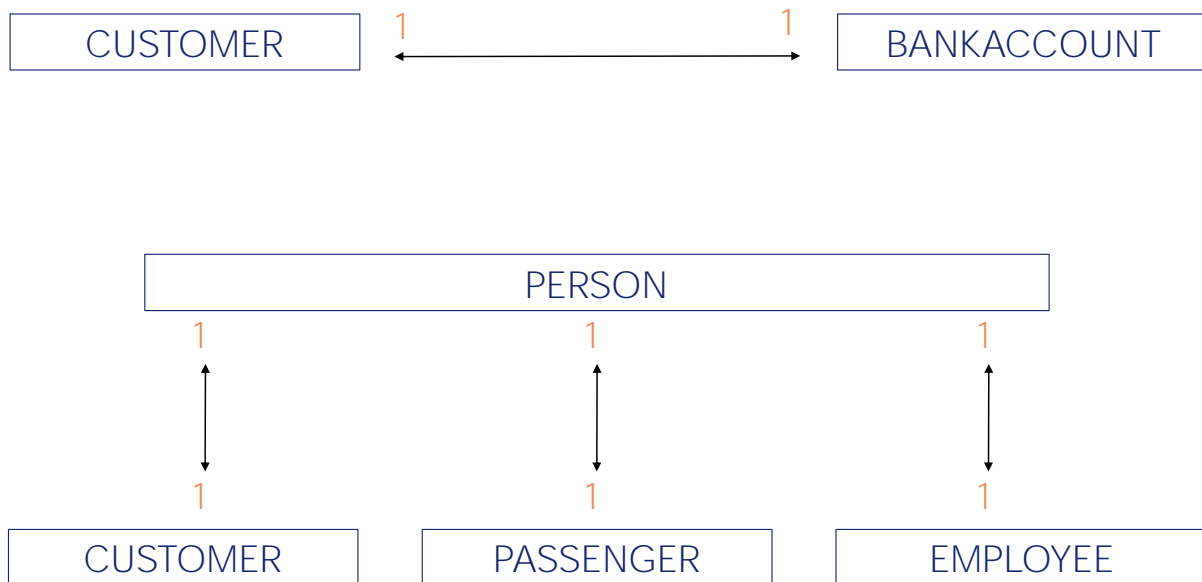 1 1
CUSTOMER BANKACCOUNT
PERSON
1 1 1
1 1 1
CUSTOMER PASSENGER EMPLOYEE